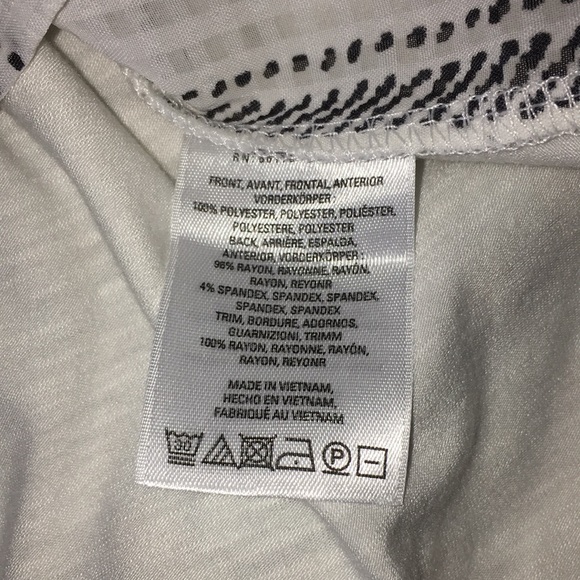 FRONT, AVANT, FRONTAL, ANTERIOR
VORDERKÖRPER:
100% POLYESTER, POLYESTER, POLIÉSTER,
POLYESTERE, POLYESTER
BACK, ARRIÈRE, ESPALDA,
ANTERIOR, VORDERKÖRPER:
96% RAYON, RAYONNE, RAYÓN,
RAYON, REYONR
4% SPANDEX, SPANDEX, SPANDEX,
SPANDEX, SPANDEX
TRIM, BORDURE, ADORNOS,
GUARNIZIONI, TRIMM
100% RAYON, RAYONNE, RAYÓN,
RAYON, REYONR
MADE IN VIETNAM,
HECHO EN VIETNAM,
FABRIQUÉ AU VIETNAM
30 P